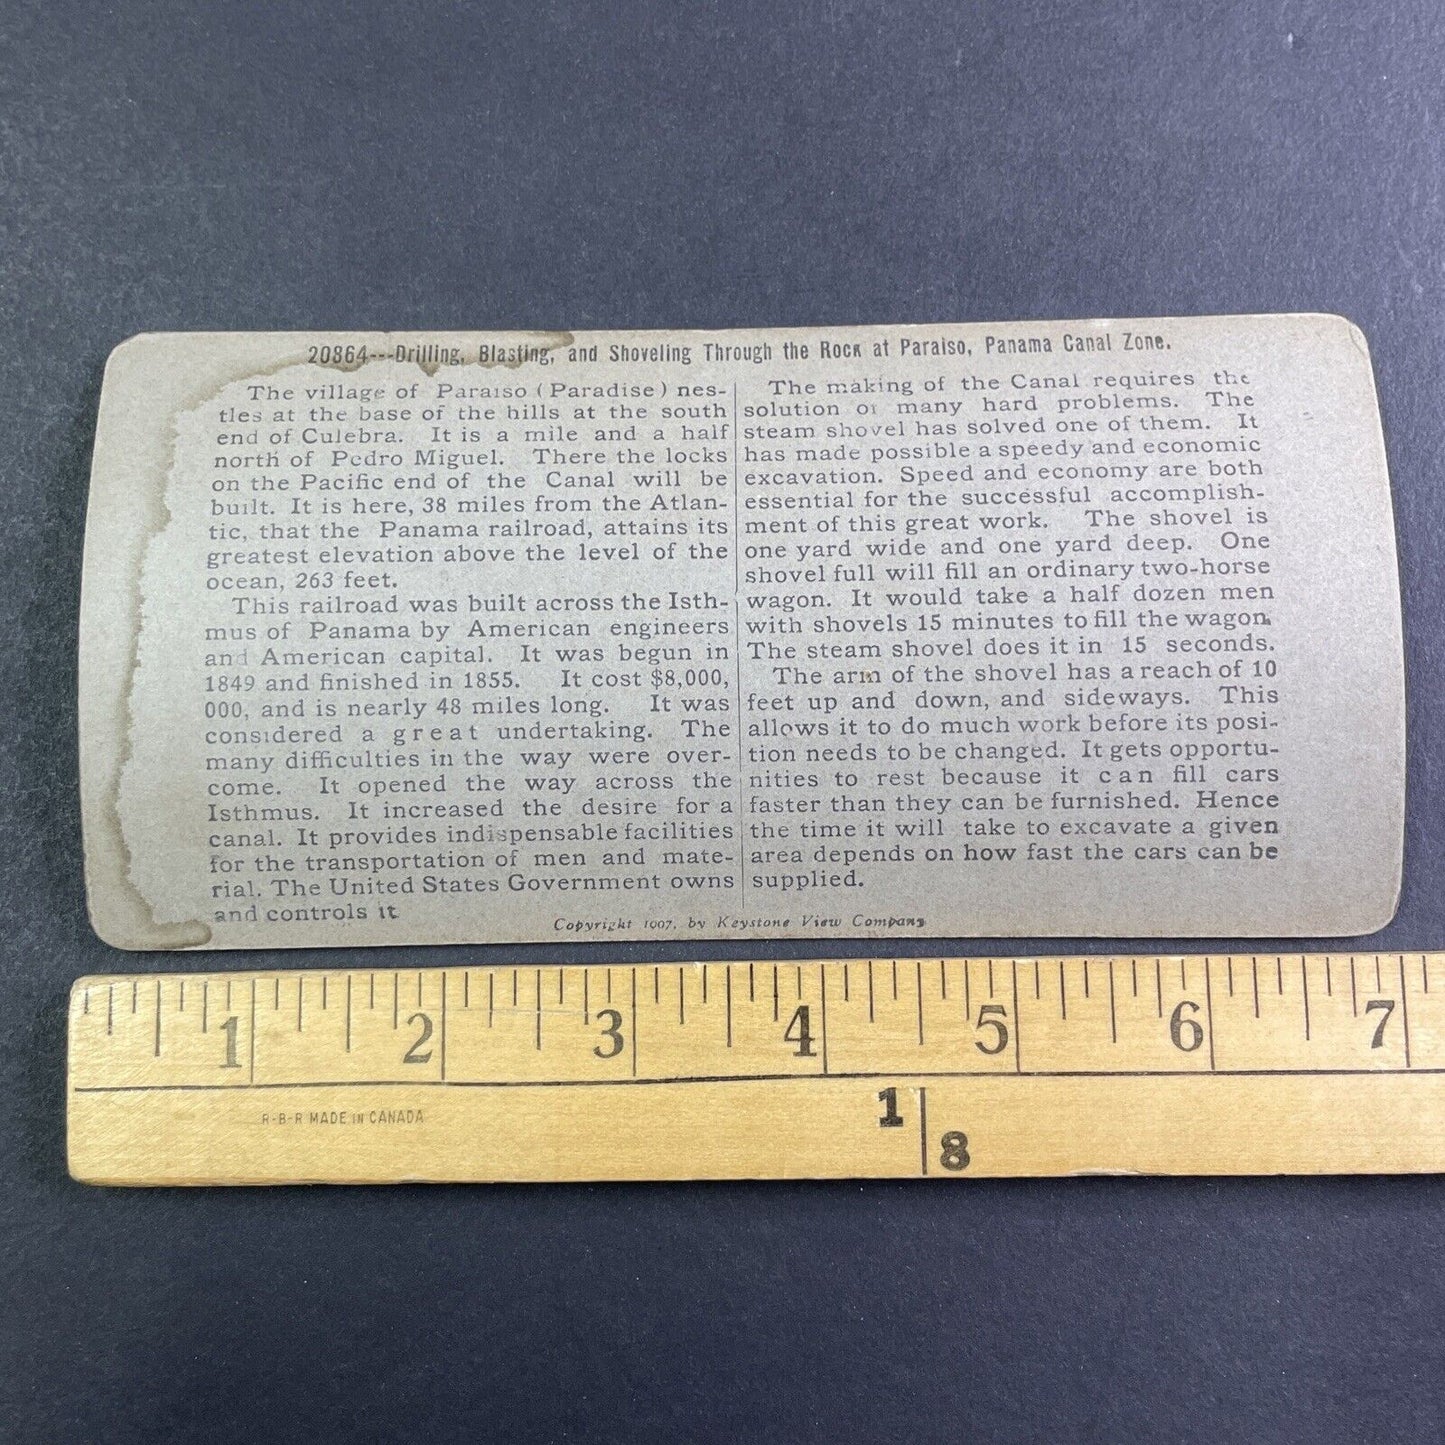 20864---Drilling, Blasting, and Shoveling Through the Rock at Paraiso, Panama Canal Zone.
The village of Paraiso (Paradise) nes-
tles at the base of the hills at the south
end of Culebra. It is a mile and a half
north of Pedro Miguel. There the locks
on the Pacific end of the Canal will be
built. It is here, 38 miles from the Atlan-
tic, that the Panama railroad, attains its
greatest elevation above the level of the
ocean, 263 feet.
This railroad was built across the Isth-
mus of Panama by American engineers
and American capital. It was begun in
1849 and finished in 1855. It cost $8,000,
000, and is nearly 48 miles long. It was
considered a great undertaking. The
many difficulties in the way were over-
come. It opened the way across the
Isthmus. It increased the desire for a
canal. It provides indispensable facilities
for the transportation of men and mate-
rial. The United States Government owns
and controls it
The making of the Canal requires the
solution of many hard problems. The
steam shovel has solved one of them. It
has made possible a speedy and economic
excavation. Speed and economy are both
essential for the successful accomplish-
ment of this great work. The shovel is
one yard wide and one yard deep. One
shovel full will fill an ordinary two-horse
wagon. It would take a half dozen men
with shovels 15 minutes to fill the wagon.
The steam shovel does it in 15 seconds.
The arm of the shovel has a reach of 10
feet up and down, and sideways. This
allows it to do much work before its posi-
tion needs to be changed. It gets opportu-
nities to rest because it can fill cars
faster than they can be furnished. Hence
the time it will take to excavate a given
area depends on how fast the cars can be
supplied.
Copyright 1907, by Keystone View Company
1 2 3 4 5 6 7
R-B-R MADE IN CANADA
1
8